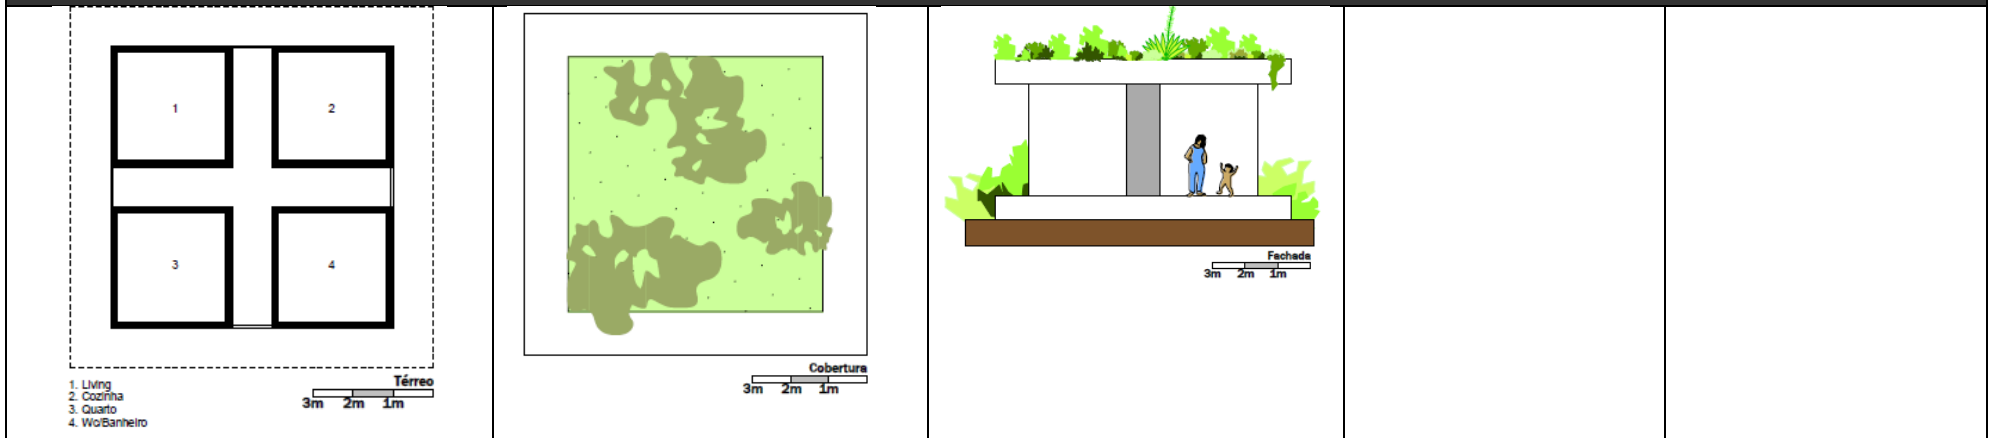 1
2
3
4
1. Living
2. Cozinha
3. Quarto
4. Wc/Banheiro
Térreo
3m 2m 1m
Cobertura
3m 2m 1m
Fachada
3m 2m 1m